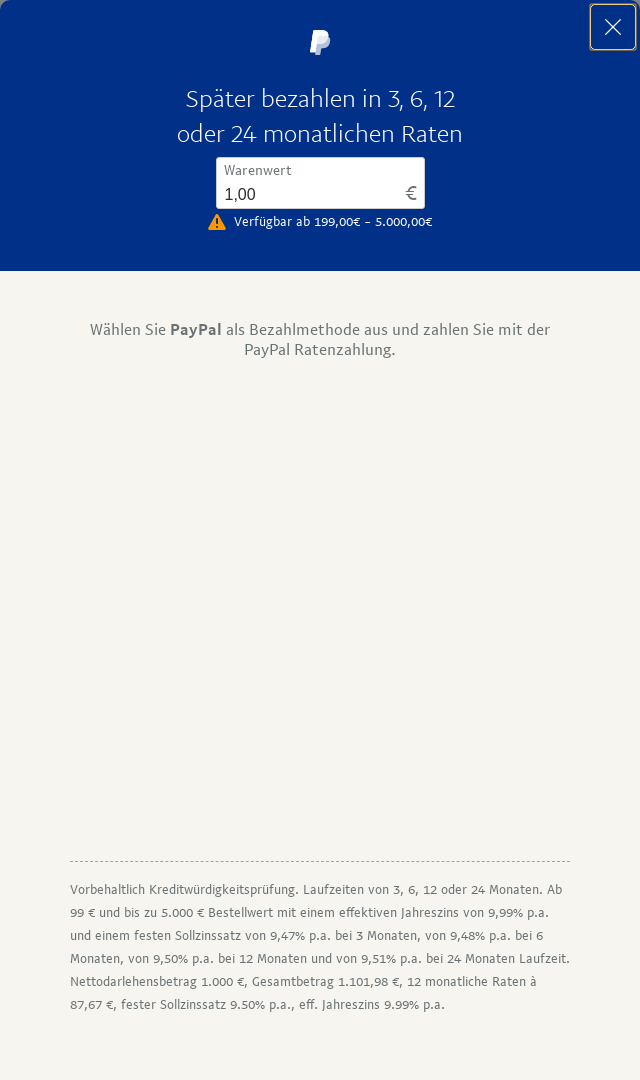 Später bezahlen in 3, 6, 12
oder 24 monatlichen Raten
Warenwert
1,00 €
Verfügbar ab 199,00€ – 5.000,00€
Wählen Sie PayPal als Bezahlmethode aus und zahlen Sie mit der
PayPal Ratenzahlung.
Vorbehaltlich Kreditwürdigkeitsprüfung. Laufzeiten von 3, 6, 12 oder 24 Monaten. Ab
99 € und bis zu 5.000 € Bestellwert mit einem effektiven Jahreszins von 9,99% p.a.
und einem festen Sollzinssatz von 9,47% p.a. bei 3 Monaten, von 9,48% p.a. bei 6
Monaten, von 9,50% p.a. bei 12 Monaten und von 9,51% p.a. bei 24 Monaten Laufzeit.
Nettodarlehensbetrag 1.000 €, Gesamtbetrag 1.101,98 €, 12 monatliche Raten à
87,67 €, fester Sollzinssatz 9.50% p.a., eff. Jahreszins 9.99% p.a.